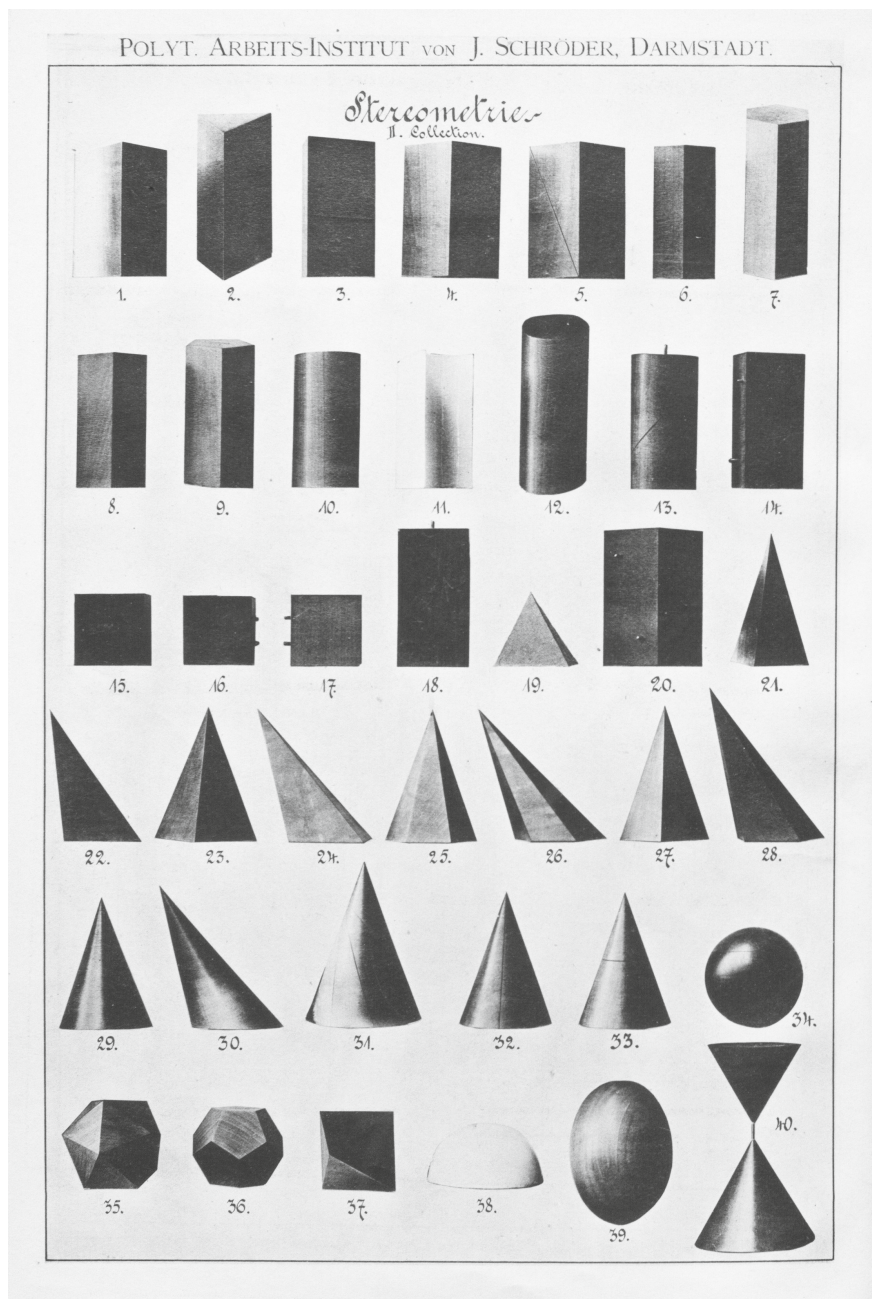 POLYT. ARBEITS-INSTITUT VON J. SCHRÖDER, DARMSTADT.
Stereometrie
II. Collection.
1. 2. 3. 4. 5. 6. 7.
8. 9. 10. 11. 12. 13. 14.
15. 16. 17. 18. 19. 20. 21.
22. 23. 24. 25. 26. 27. 28.
29. 30. 31. 32. 33. 34.
35. 36. 37. 38. 39. 40.